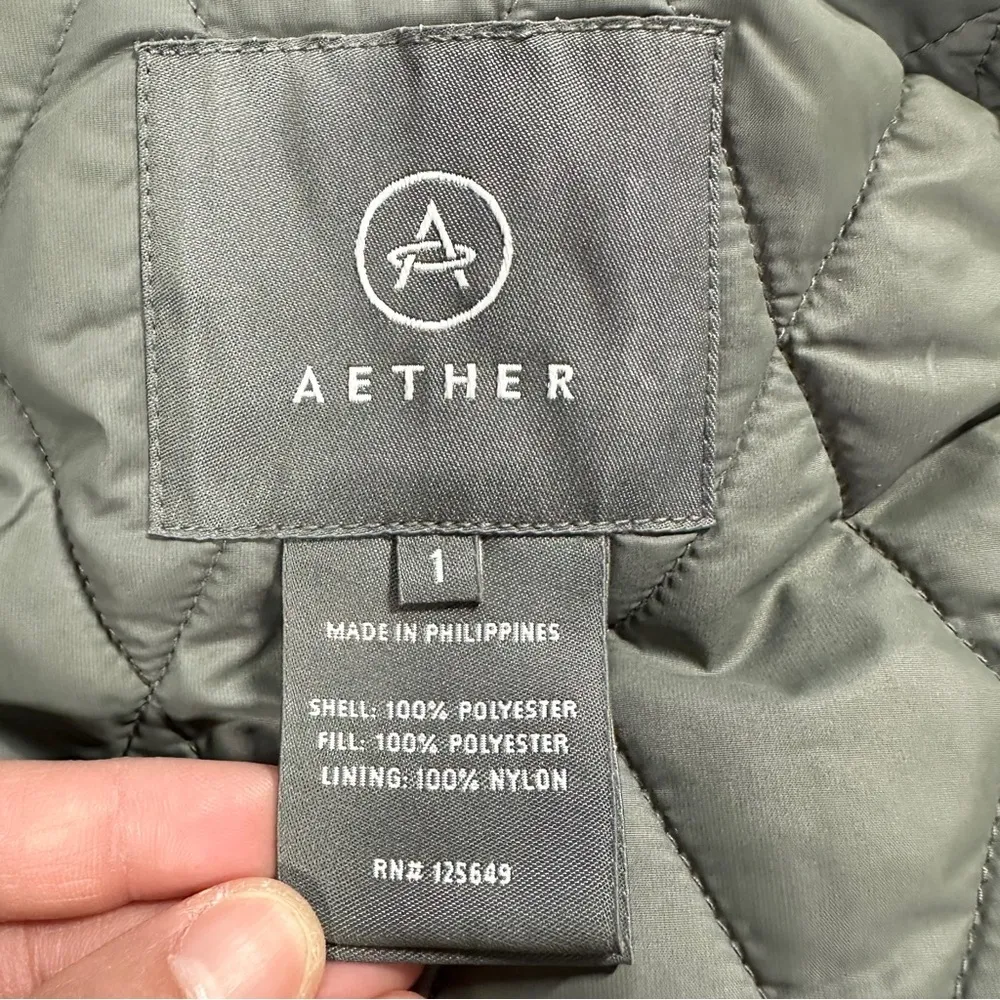 AETHER
1
MADE IN PHILIPPINES
SHELL: 100% POLYESTER
FILL: 100% POLYESTER
LINING: 100% NYLON
RN# 125649